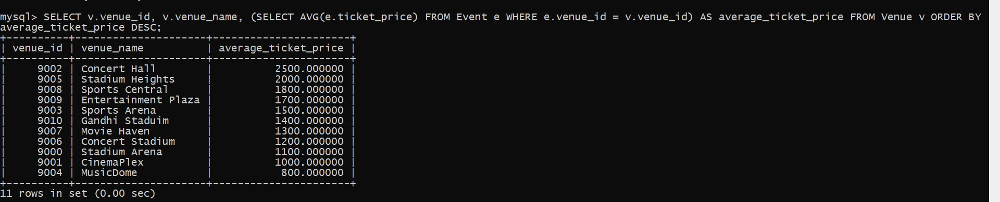 mysql> SELECT v.venue_id, v.venue_name, (SELECT AVG(e.ticket_price) FROM Event e WHERE e.venue_id = v.venue_id) AS average_ticket_price FROM Venue v ORDER BY
average_ticket_price DESC;
+----------+---------------------+----------------------+
| venue_id | venue_name          | average_ticket_price |
+----------+---------------------+----------------------+
|     9002 | Concert Hall        |          2500.000000 |
|     9005 | Stadium Heights     |          2000.000000 |
|     9008 | Sports Central      |          1800.000000 |
|     9009 | Entertainment Plaza |          1700.000000 |
|     9003 | Sports Arena        |          1500.000000 |
|     9010 | Gandhi Staduim      |          1400.000000 |
|     9007 | Movie Haven         |          1300.000000 |
|     9006 | Concert Stadium     |          1200.000000 |
|     9000 | Stadium Arena       |          1100.000000 |
|     9001 | CinemaPlex          |          1000.000000 |
|     9004 | MusicDome           |           800.000000 |
+----------+---------------------+----------------------+
11 rows in set (0.00 sec)